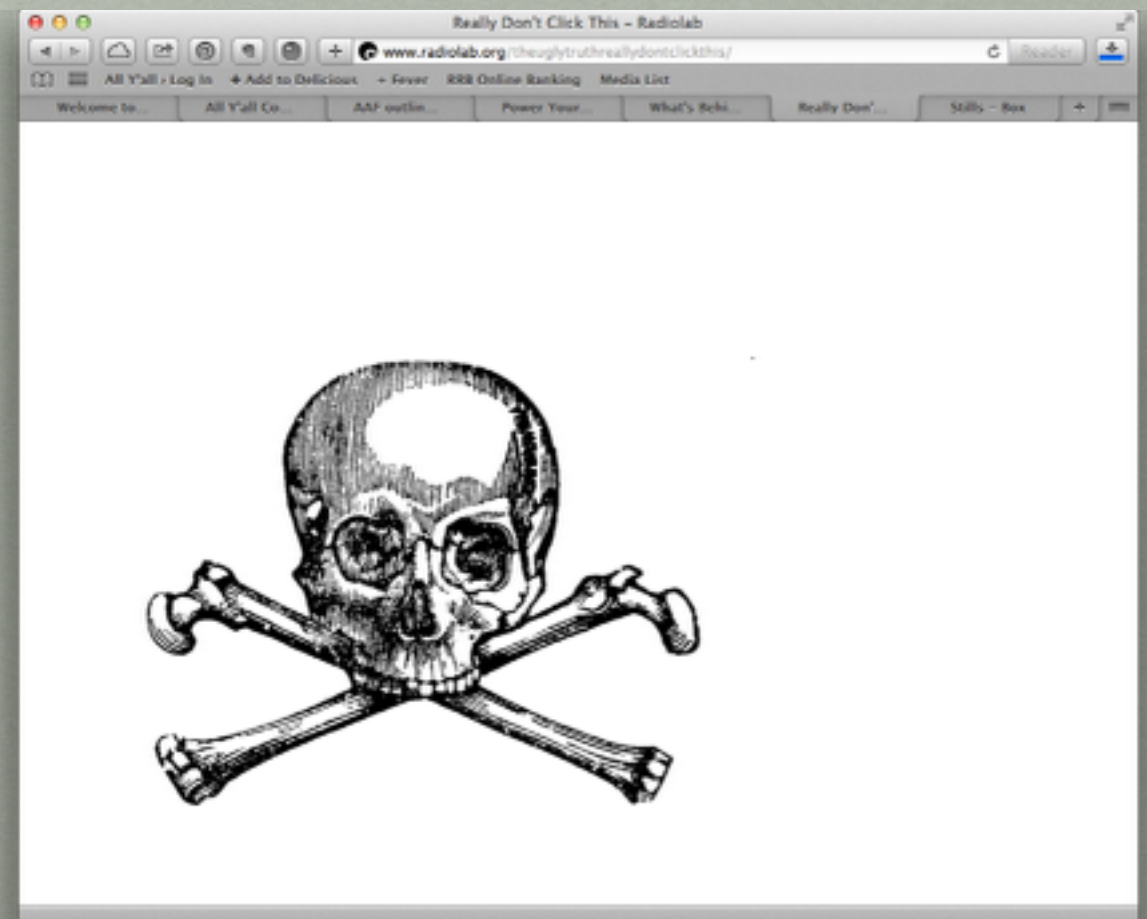 Really Don't Click This – Radiolab
www.radiolab.org/theuglytruthreallydontclickthis/ Reader
All Y'all › Log In + Add to Delicious + Fever RRB Online Banking Media List
Welcome to... All Y'all Co... AAF outlin... Power Your... What's Behi... Really Don'... Stills – Box